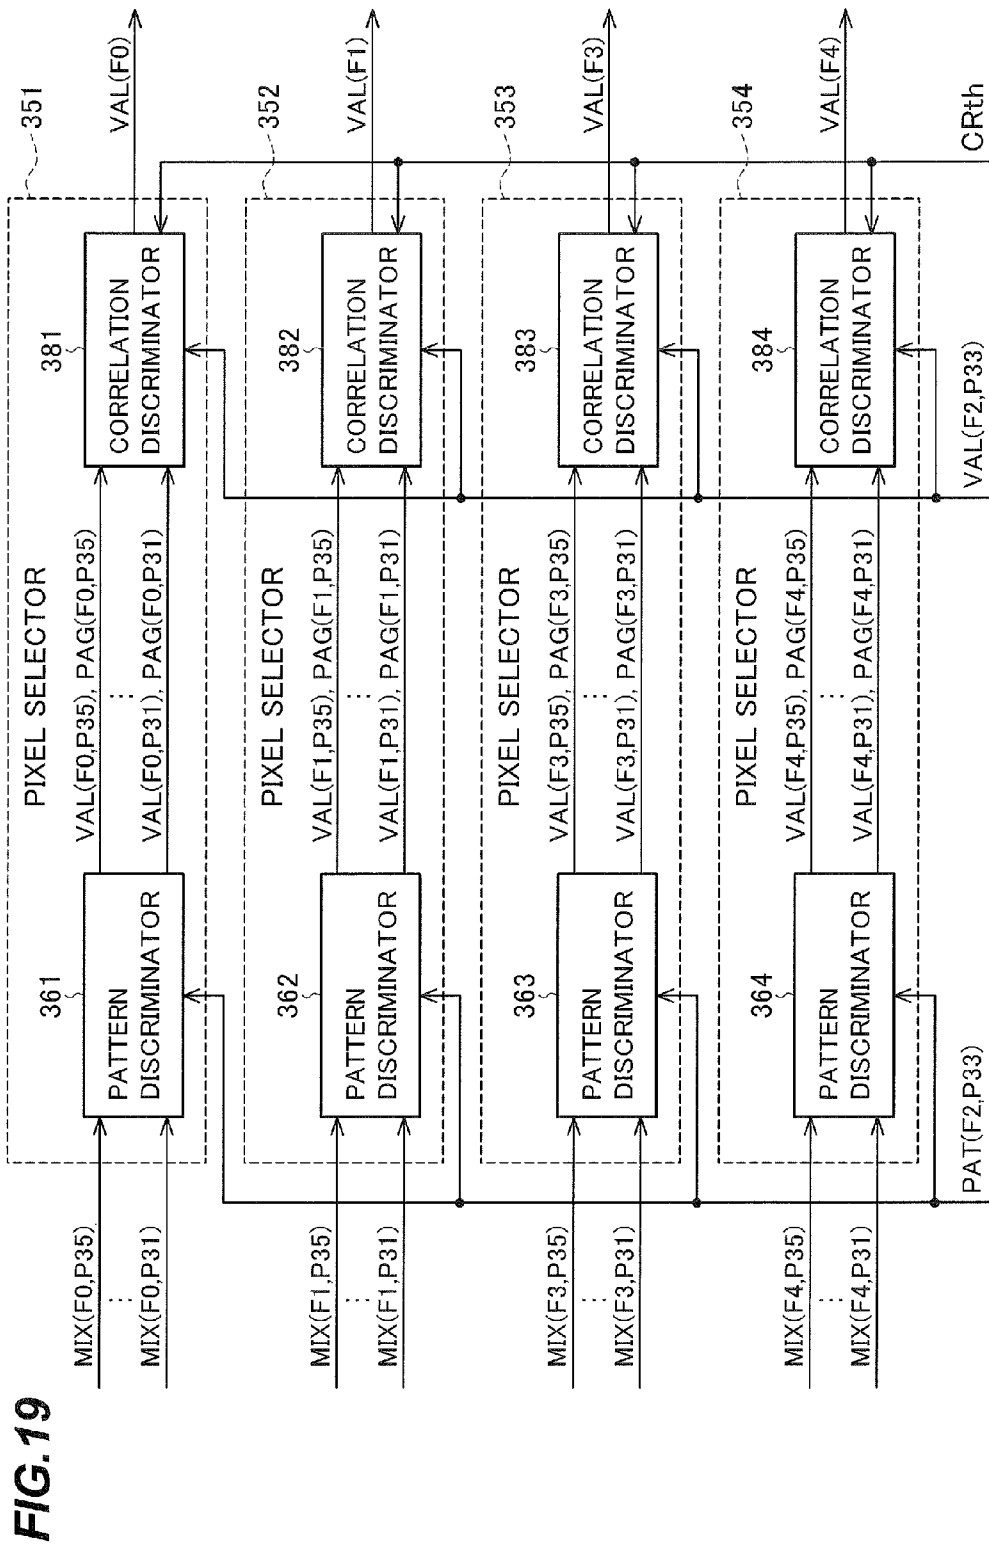 FIG.19
351
PIXEL SELECTOR
MIX(F0,P35)
⋮
MIX(F0,P31)
361
PATTERN
DISCRIMINATOR
VAL(F0,P35), PAG(F0,P35)
⋮
VAL(F0,P31), PAG(F0,P31)
381
CORRELATION
DISCRIMINATOR
VAL(F0)
352
PIXEL SELECTOR
MIX(F1,P35)
⋮
MIX(F1,P31)
362
PATTERN
DISCRIMINATOR
VAL(F1,P35), PAG(F1,P35)
⋮
VAL(F1,P31), PAG(F1,P31)
382
CORRELATION
DISCRIMINATOR
VAL(F1)
353
PIXEL SELECTOR
MIX(F3,P35)
⋮
MIX(F3,P31)
363
PATTERN
DISCRIMINATOR
VAL(F3,P35), PAG(F3,P35)
⋮
VAL(F3,P31), PAG(F3,P31)
383
CORRELATION
DISCRIMINATOR
VAL(F3)
354
PIXEL SELECTOR
MIX(F4,P35)
⋮
MIX(F4,P31)
364
PATTERN
DISCRIMINATOR
VAL(F4,P35), PAG(F4,P35)
⋮
VAL(F4,P31), PAG(F4,P31)
384
CORRELATION
DISCRIMINATOR
VAL(F4)
PAT(F2,P33)
VAL(F2,P33)
CRth